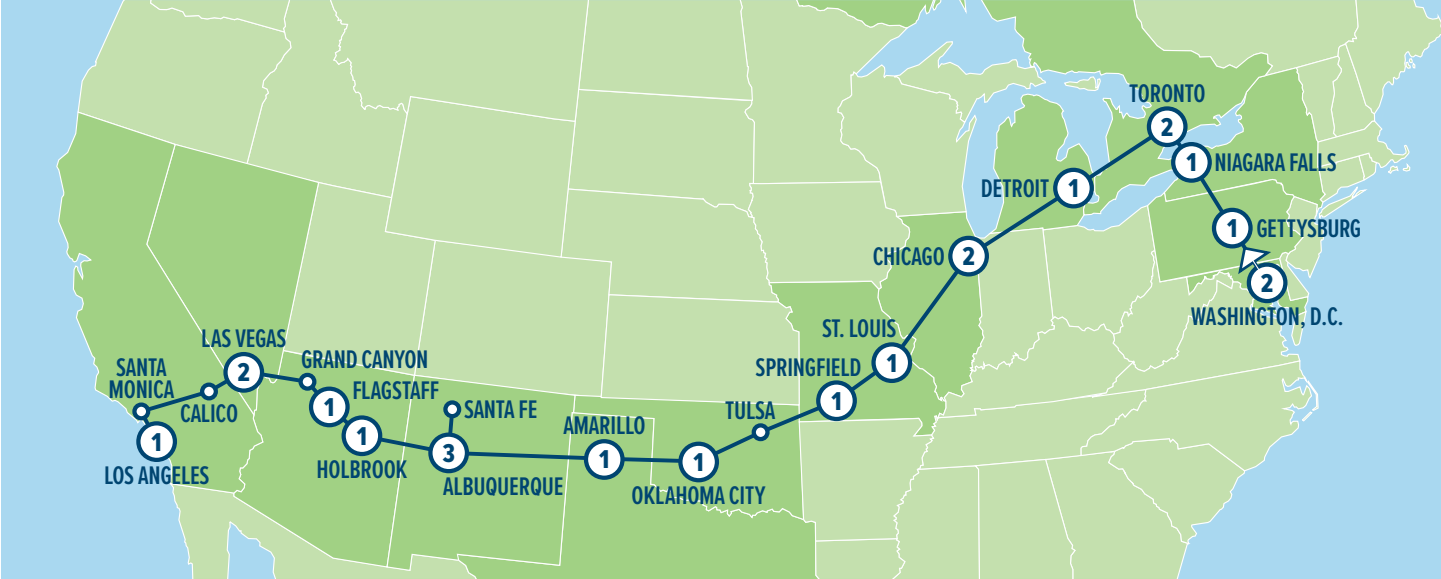 TORONTO
2
1
NIAGARA FALLS
DETROIT
1
1
GETTYSBURG
CHICAGO
2
2
WASHINGTON, D.C.
ST. LOUIS
1
SPRINGFIELD
1
TULSA
LAS VEGAS
2
GRAND CANYON
SANTA
MONICA
CALICO
FLAGSTAFF
1
SANTA FE
AMARILLO
1
LOS ANGELES
1
HOLBROOK
3
ALBUQUERQUE
1
1
OKLAHOMA CITY